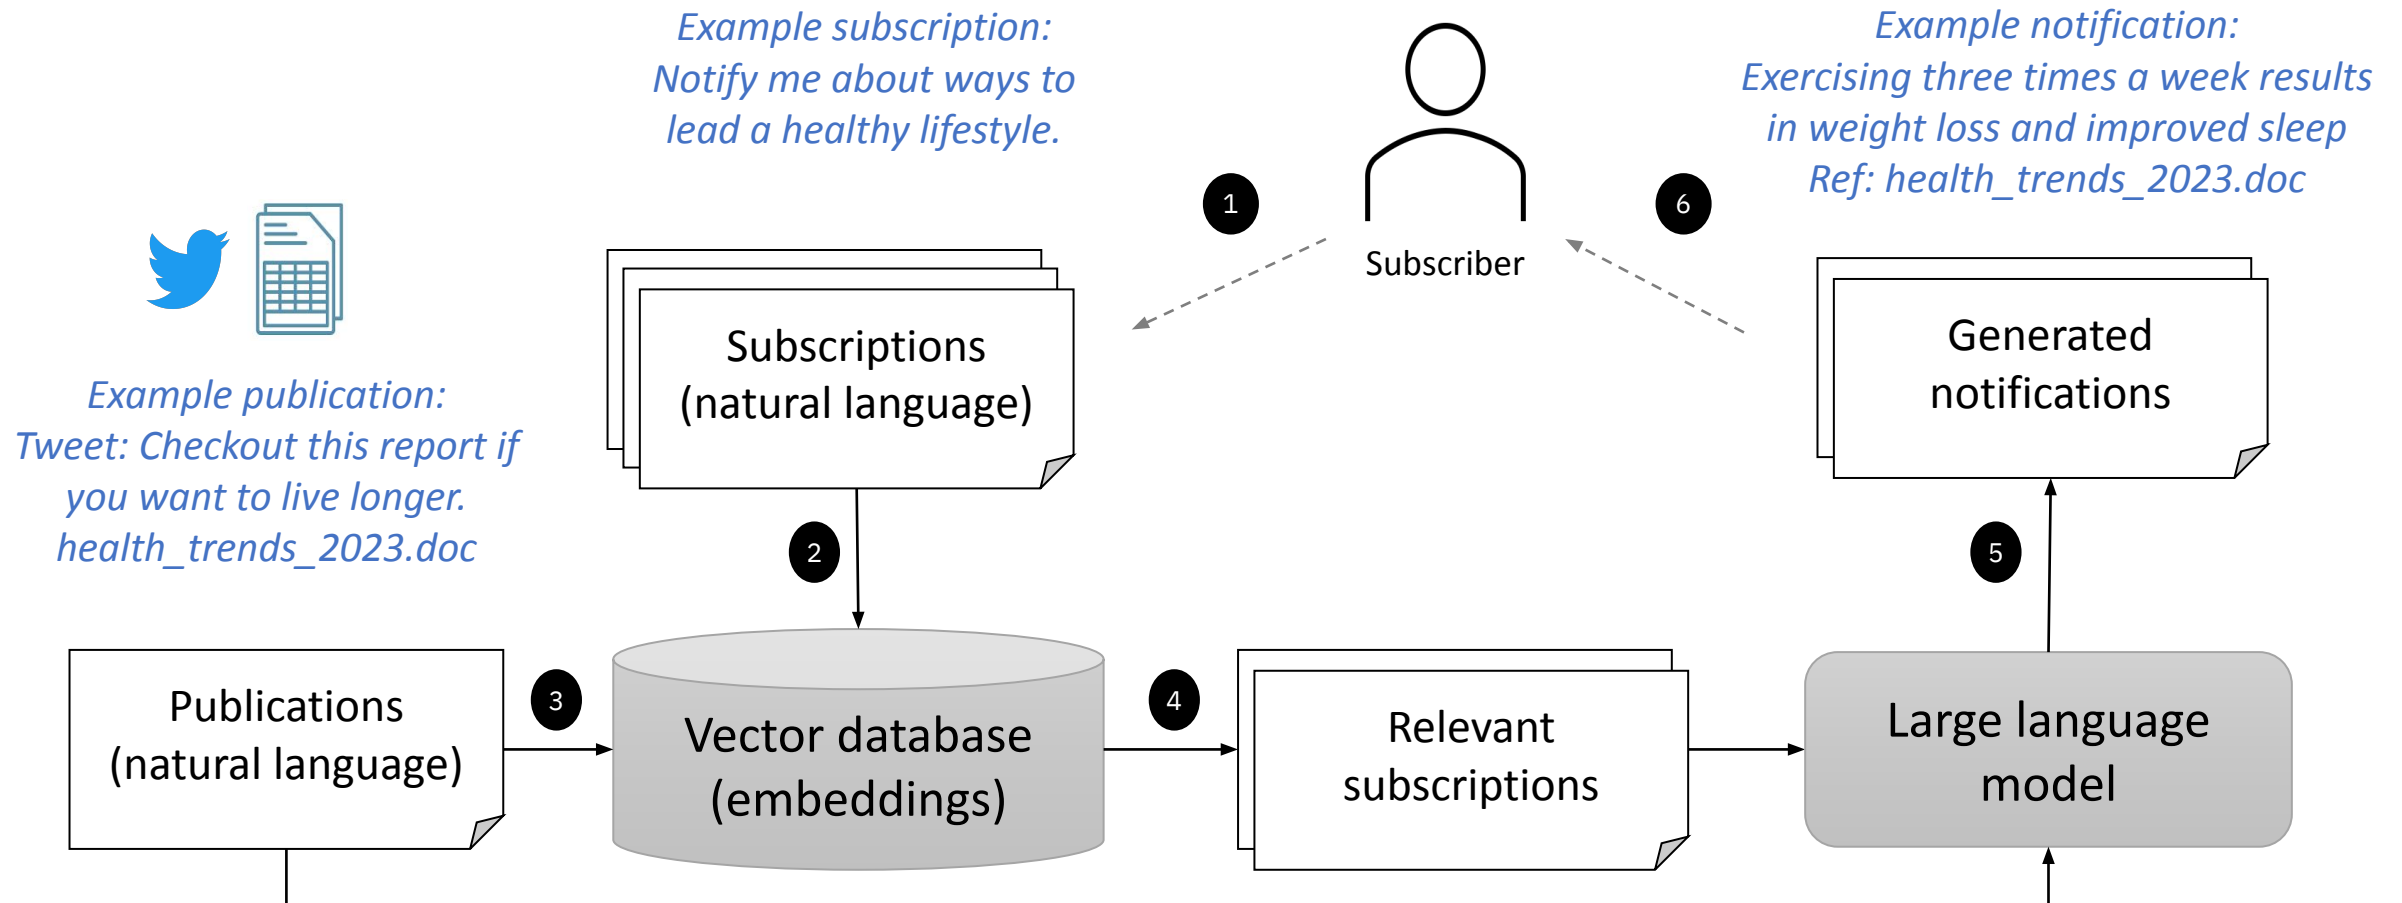 Example subscription:
Notify me about ways to
lead a healthy lifestyle.
Example notification:
Exercising three times a week results
in weight loss and improved sleep
Ref: health_trends_2023.doc
1
6
Subscriber
Example publication:
Tweet: Checkout this report if
you want to live longer.
health_trends_2023.doc
Subscriptions
(natural language)
Generated
notifications
2
5
Publications
(natural language)
3
Vector database
(embeddings)
4
Relevant
subscriptions
Large language
model